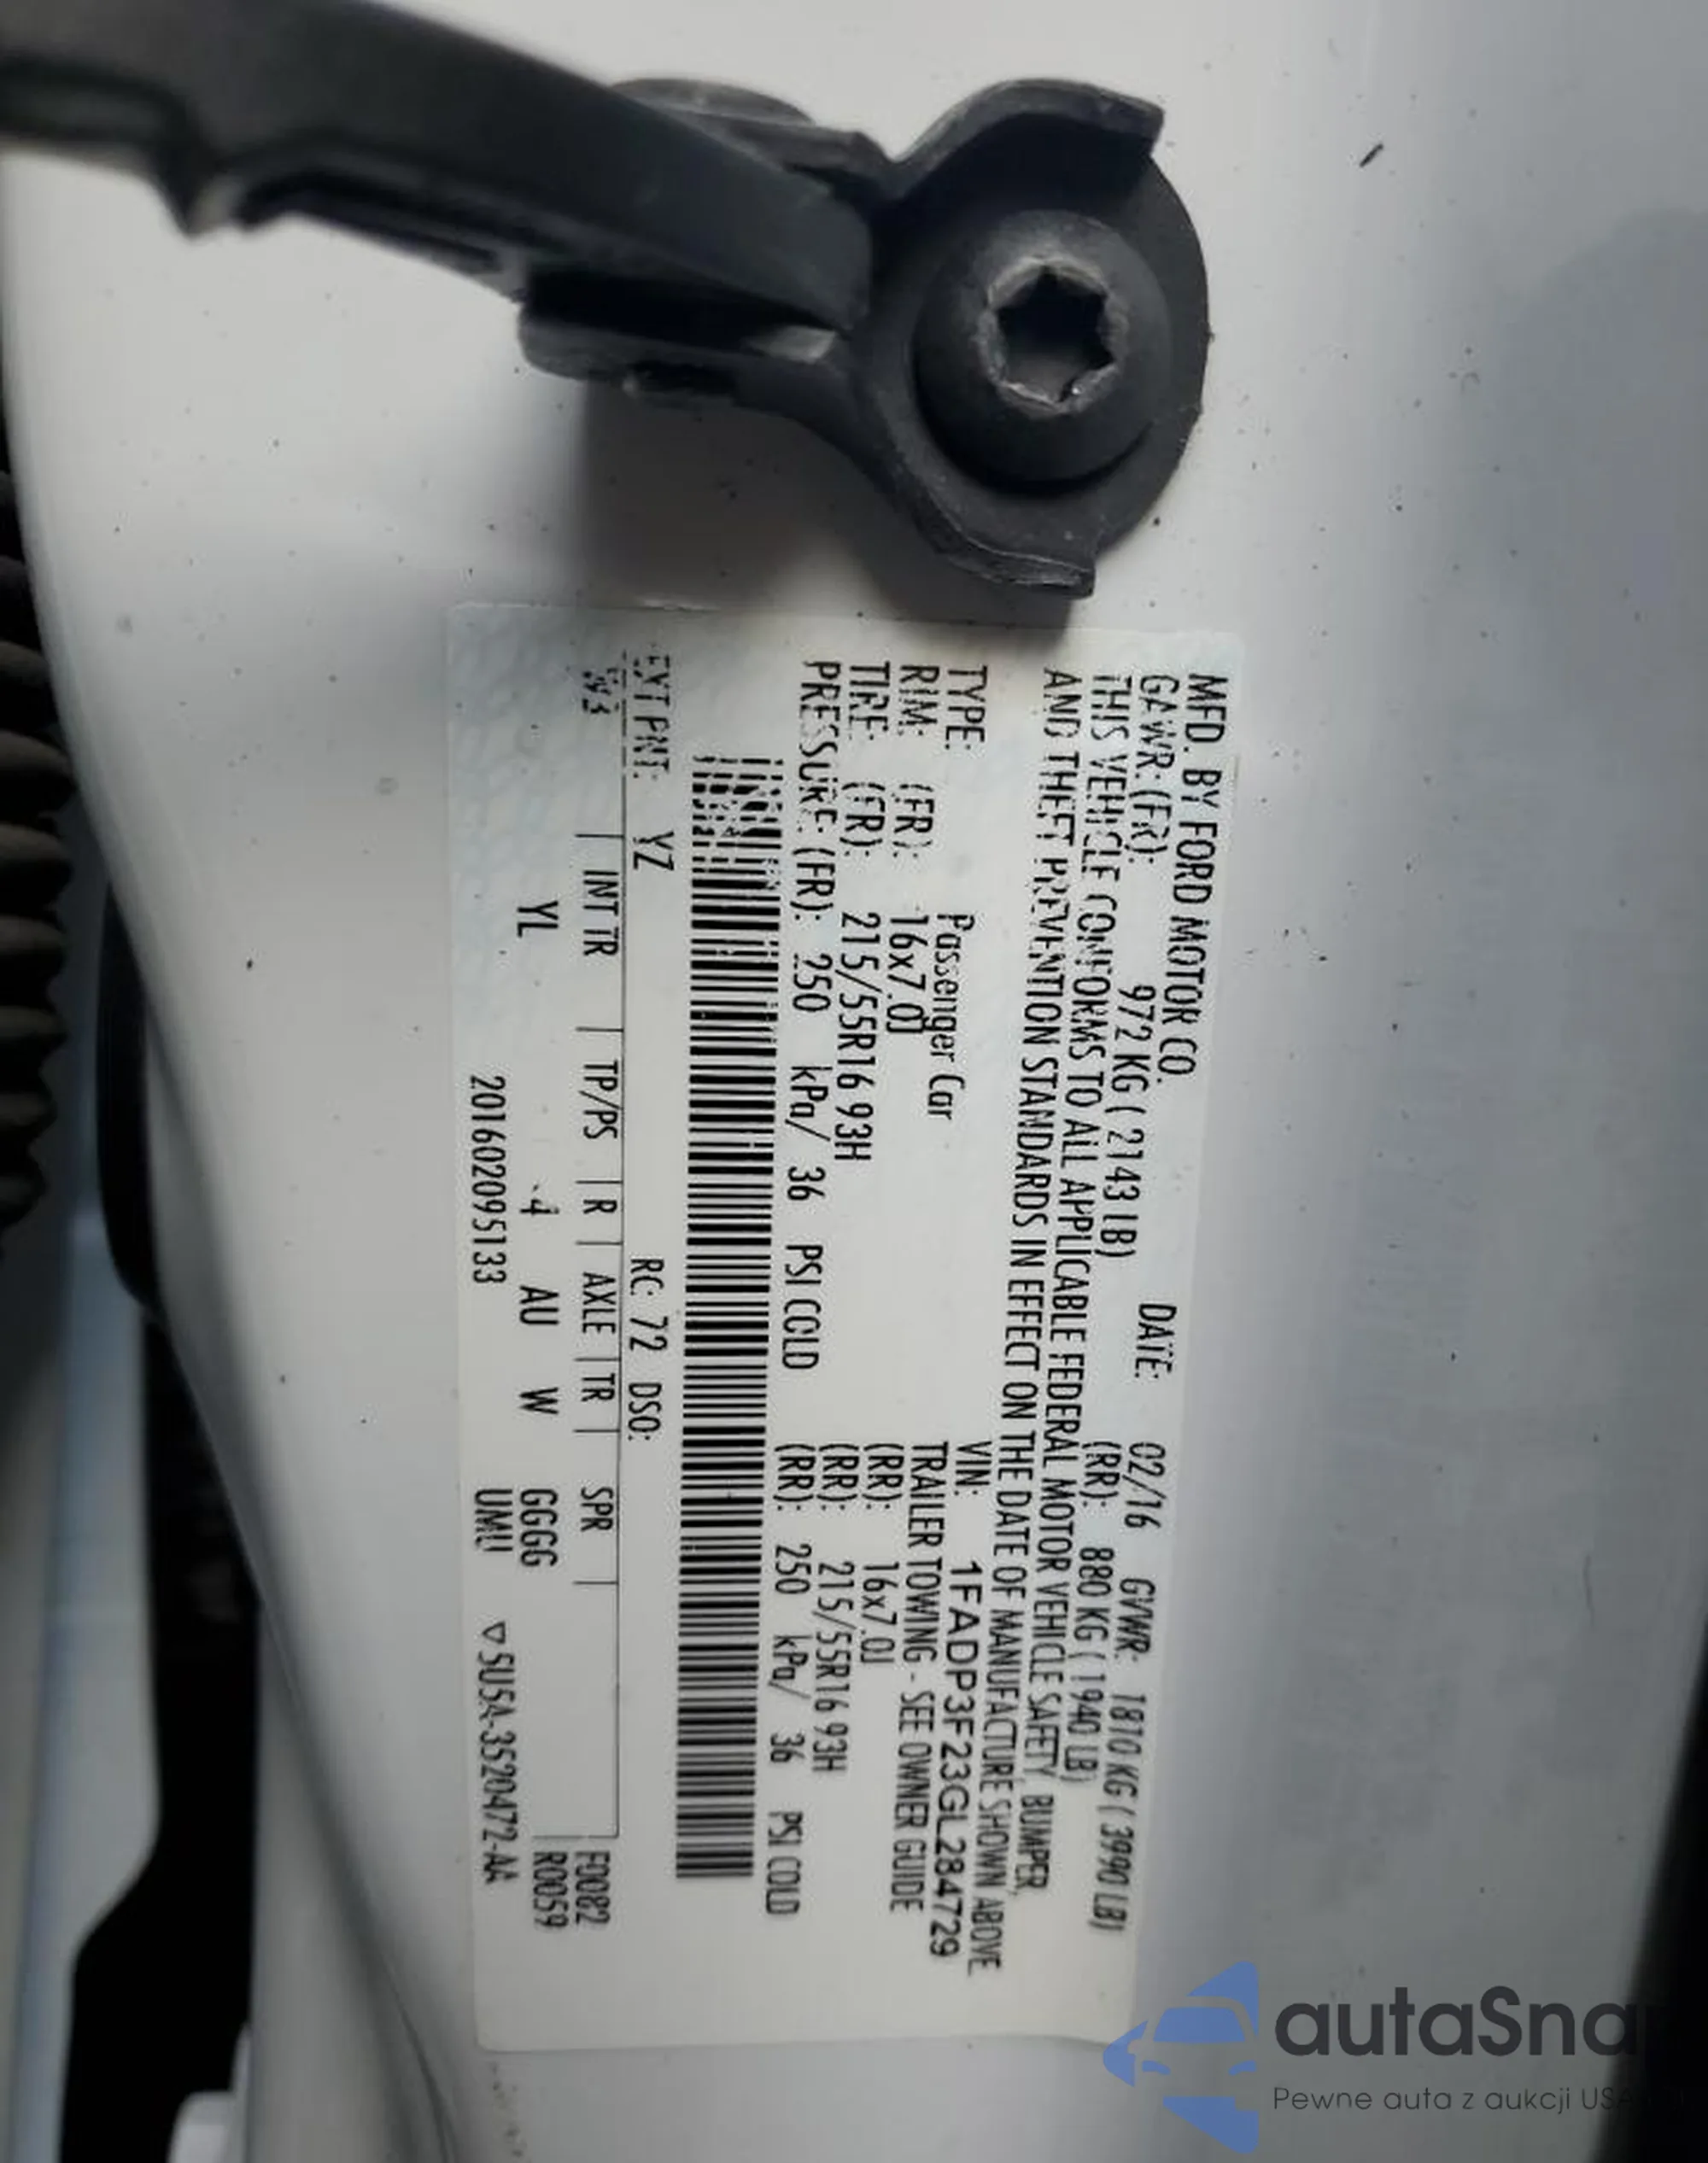 MFD. BY FORD MOTOR CO. DATE: 02/16 GVWR: 1810 KG ( 3990 LB)
GAWR: (FR): 972 KG ( 2143 LB) (RR): 880 KG ( 1940 LB)
THIS VEHICLE CONFORMS TO ALL APPLICABLE FEDERAL MOTOR VEHICLE SAFETY, BUMPER,
AND THEFT PREVENTION STANDARDS IN EFFECT ON THE DATE OF MANUFACTURE SHOWN ABOVE
VIN: 1FADP3F23GL284729
TYPE: Passenger Car TRAILER TOWING - SEE OWNER GUIDE
RIM: (FR): 16x7.0J (RR): 16x7.0J
TIRE: (FR): 215/55R16 93H (RR): 215/55R16 93H
PRESSURE: (FR): 250 kPa/ 36 PSI COLD (RR): 250 kPa/ 36 PSI COLD
EXT PNT: YZ RC: 72 DSO:
INT TR TP/PS R AXLE TR SPR F0082
YL 4 AU W GGGG R0059
201602095133 UMU ▽5U5A-3520472-AA
autaSna
Pewne auta z aukcji USA